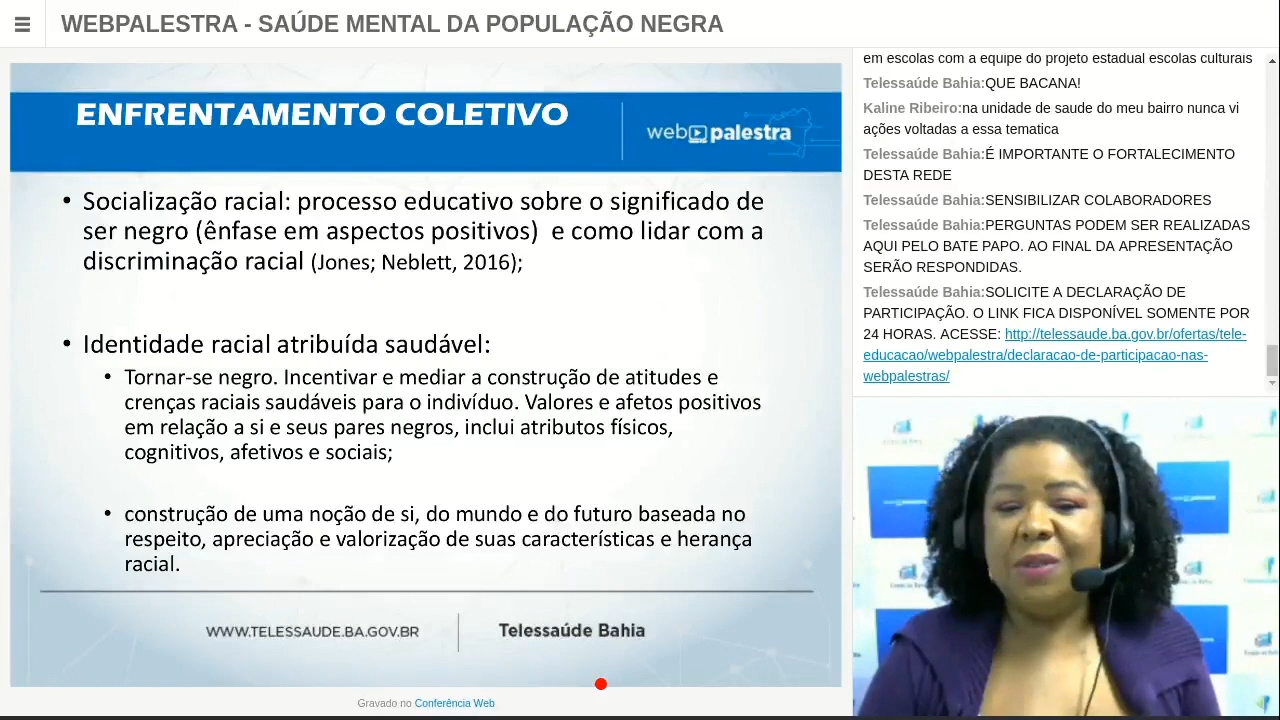 WEBPALESTRA - SAÚDE MENTAL DA POPULAÇÃO NEGRA
ENFRENTAMENTO COLETIVO
web palestra
• Socialização racial: processo educativo sobre o significado de
ser negro (ênfase em aspectos positivos)  e como lidar com a
discriminação racial (Jones; Neblett, 2016);
• Identidade racial atribuída saudável:
• Tornar-se negro. Incentivar e mediar a construção de atitudes e
crenças raciais saudáveis para o indivíduo. Valores e afetos positivos
em relação a si e seus pares negros, inclui atributos físicos,
cognitivos, afetivos e sociais;
• construção de uma noção de si, do mundo e do futuro baseada no
respeito, apreciação e valorização de suas características e herança
racial.
WWW.TELESSAUDE.BA.GOV.BR
Telessaúde Bahia
Gravado no Conferência Web
em escolas com a equipe do projeto estadual escolas culturais
Telessaúde Bahia:QUE BACANA!
Kaline Ribeiro:na unidade de saude do meu bairro nunca vi
ações voltadas a essa tematica
Telessaúde Bahia:É IMPORTANTE O FORTALECIMENTO
DESTA REDE
Telessaúde Bahia:SENSIBILIZAR COLABORADORES
Telessaúde Bahia:PERGUNTAS PODEM SER REALIZADAS
AQUI PELO BATE PAPO. AO FINAL DA APRESENTAÇÃO
SERÃO RESPONDIDAS.
Telessaúde Bahia:SOLICITE A DECLARAÇÃO DE
PARTICIPAÇÃO. O LINK FICA DISPONÍVEL SOMENTE POR
24 HORAS. ACESSE: http://telessaude.ba.gov.br/ofertas/tele-
educacao/webpalestra/declaracao-de-participacao-nas-
webpalestras/